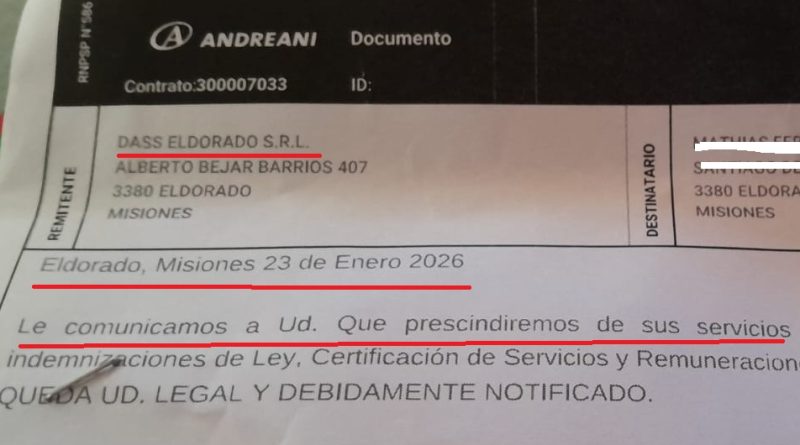 RNPSP N°586
ANDREANI Documento
Contrato:300007033 ID:
REMITENTE
DASS ELDORADO S.R.L.
ALBERTO BEJAR BARRIOS 407
3380 ELDORADO
MISIONES
DESTINATARIO
3380 ELDORA
MISIONES
Eldorado, Misiones 23 de Enero 2026
Le comunicamos a Ud. Que prescindiremos de sus servicios
indemnizaciones de Ley, Certificación de Servicios y Remuneracion
QUEDA UD. LEGAL Y DEBIDAMENTE NOTIFICADO.